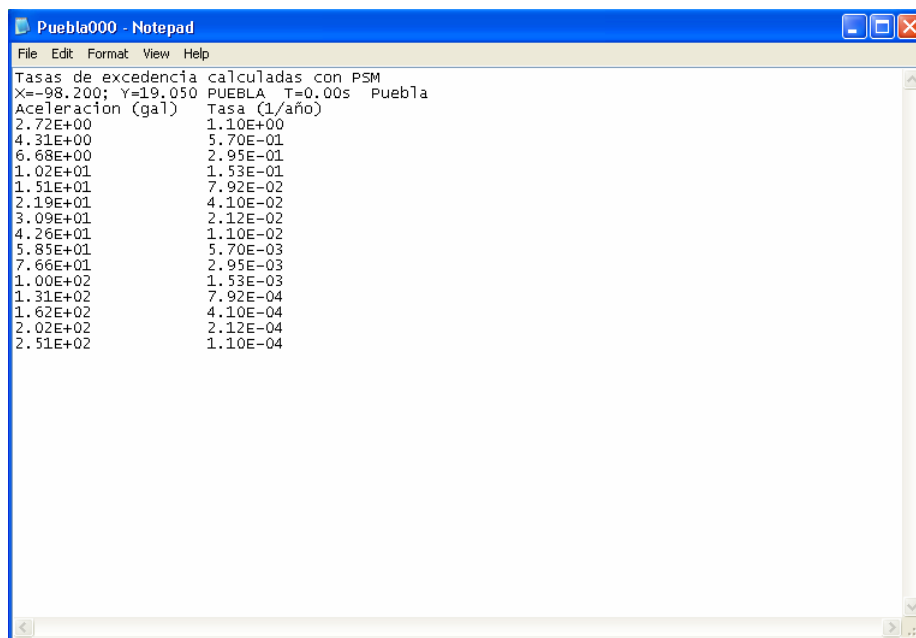 Puebla000 - Notepad
File Edit Format View Help
Tasas de excedencia calculadas con PSM
X=-98.200; Y=19.050 PUEBLA T=0.00s Puebla
Aceleracion (gal) Tasa (1/año)
2.72E+00 1.10E+00
4.31E+00 5.70E-01
6.68E+00 2.95E-01
1.02E+01 1.53E-01
1.51E+01 7.92E-02
2.19E+01 4.10E-02
3.09E+01 2.12E-02
4.26E+01 1.10E-02
5.85E+01 5.70E-03
7.66E+01 2.95E-03
1.00E+02 1.53E-03
1.31E+02 7.92E-04
1.62E+02 4.10E-04
2.02E+02 2.12E-04
2.51E+02 1.10E-04